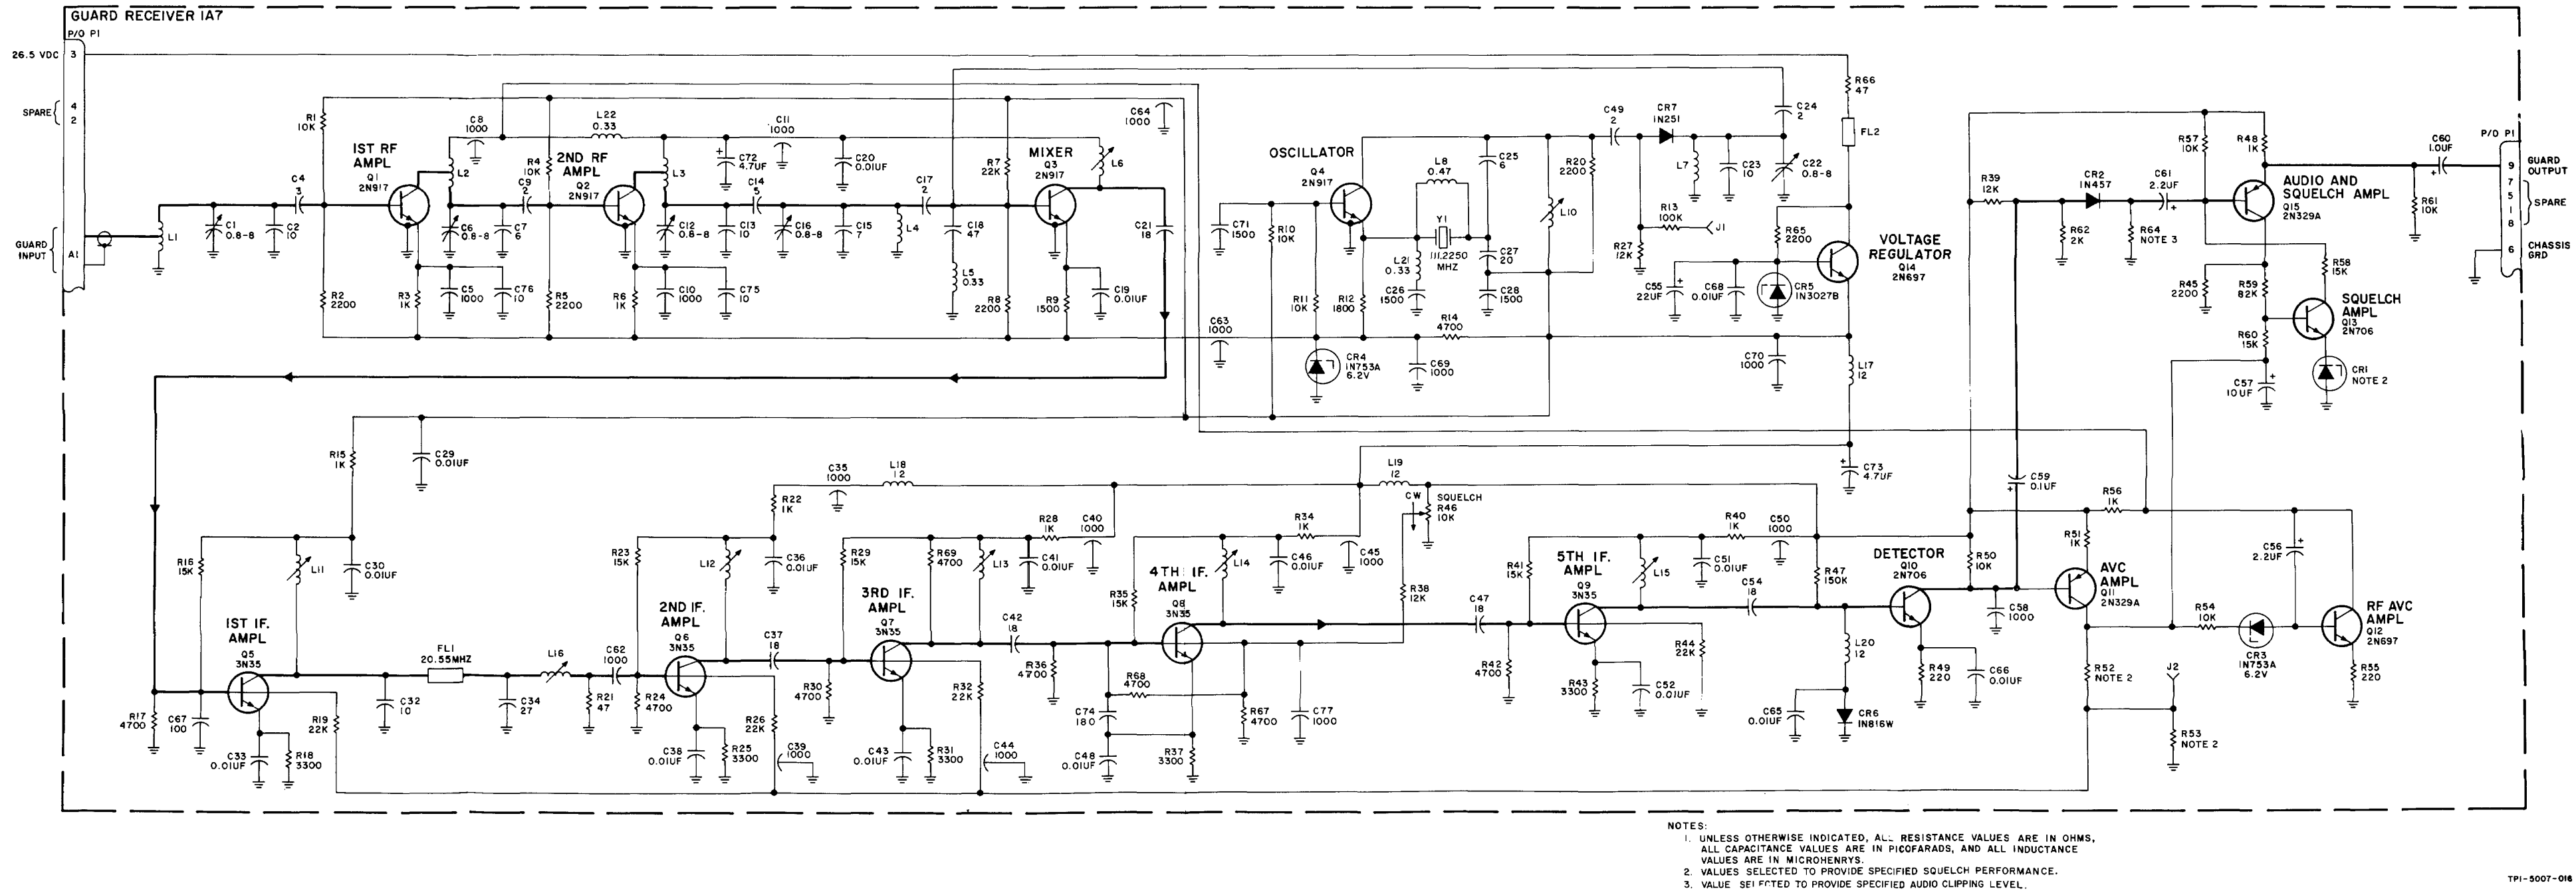 GUARD RECEIVER 1A7
P/O P1
26.5 VDC 3
SPARE 4
2
GUARD INPUT A1
L1
C1
0.8-8
C2
10
C4
3
R1
10K
R2
2200
1ST RF AMPL
Q1
2N917
R3
1K
C5
1000
C76
10
L2
C6
0.8-8
C7
6
C8
1000
C9
2
R4
10K
R5
2200
L22
0.33
2ND RF AMPL
Q2
2N917
R6
1K
C10
1000
C75
10
L3
C12
0.8-8
C13
10
C72
4.7UF
C11
1000
C14
5
C16
0.8-8
C20
0.01UF
C15
7
L4
C17
2
C18
47
L5
0.33
R7
22K
R8
2200
MIXER
Q3
2N917
R9
1500
C19
0.01UF
L6
C64
1000
C21
18
C63
1000
C71
1500
R10
10K
R11
10K
OSCILLATOR
Q4
2N917
R12
1800
CR4
1N753A
6.2V
C69
1000
R14
4700
L8
0.47
Y1
111.2250
MHZ
L21
0.33
C26
1500
C25
6
C27
20
C28
1500
L10
R20
2200
C49
2
CR7
1N251
R13
100K
J1
R27
12K
L7
C23
10
C22
0.8-8
C24
2
R66
47
FL2
R65
2200
C55
22UF
C68
0.01UF
CR5
1N3027B
VOLTAGE REGULATOR
Q14
2N697
C70
1000
L17
12
C73
4.7UF
R39
12K
R62
2K
CR2
1N457
R64
NOTE 3
C61
2.2UF
R57
10K
R48
1K
AUDIO AND SQUELCH AMPL
Q15
2N329A
R45
2200
R59
82K
R60
15K
R58
15K
SQUELCH AMPL
Q13
2N706
CR1
NOTE 2
C57
10UF
R61
10K
C60
1.0UF
P/O P1
9 GUARD OUTPUT
7
5 SPARE
1
8
6 CHASSIS GRD
R15
1K
C29
0.01UF
R16
15K
L11
C30
0.01UF
1ST IF. AMPL
Q5
3N35
R17
4700
C67
100
C33
0.01UF
R18
3300
R19
22K
C32
10
FL1
20.55MHZ
C34
27
L16
R21
47
C62
1000
R23
15K
R24
4700
2ND IF. AMPL
Q6
3N35
C38
0.01UF
R25
3300
R26
22K
C39
1000
L12
R22
1K
C36
0.01UF
C35
1000
L18
12
C37
18
R30
4700
R29
15K
3RD IF. AMPL
Q7
3N35
C43
0.01UF
R31
3300
R32
22K
C44
1000
R69
4700
L13
C41
0.01UF
R28
1K
C40
1000
C42
18
R36
4700
R35
15K
4TH IF. AMPL
Q8
3N35
R68
4700
C74
180
C48
0.01UF
R37
3300
R67
4700
C77
1000
L14
C46
0.01UF
R34
1K
C45
1000
L19
12
CW
SQUELCH
R46
10K
R38
12K
C47
18
R42
4700
R41
15K
5TH IF. AMPL
Q9
3N35
R43
3300
C52
0.01UF
R44
22K
L15
C51
0.01UF
R40
1K
C50
1000
C54
18
R47
150K
L20
12
C65
0.01UF
CR6
1N816W
DETECTOR
Q10
2N706
R49
220
C66
0.01UF
R50
10K
C58
1000
C59
0.1UF
R56
1K
R51
1K
AVC AMPL
Q11
2N329A
R52
NOTE 2
R54
10K
J2
R53
NOTE 2
CR3
1N753A
6.2V
C56
2.2UF
RF AVC AMPL
Q12
2N697
R55
220
NOTES:
1. UNLESS OTHERWISE INDICATED, ALL RESISTANCE VALUES ARE IN OHMS,
ALL CAPACITANCE VALUES ARE IN PICOFARADS, AND ALL INDUCTANCE
VALUES ARE IN MICROHENRYS.
2. VALUES SELECTED TO PROVIDE SPECIFIED SQUELCH PERFORMANCE.
3. VALUE SELECTED TO PROVIDE SPECIFIED AUDIO CLIPPING LEVEL.
TPI-5007-018